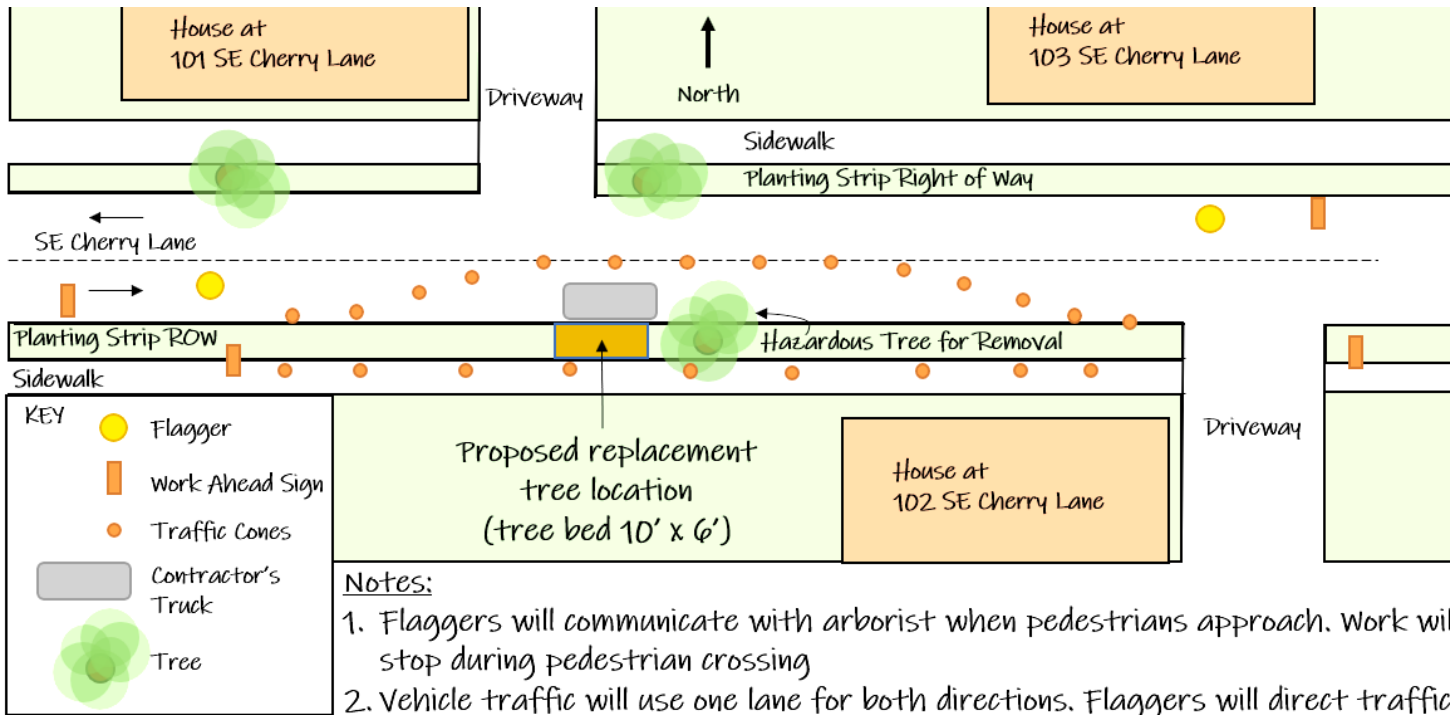 House at
101 SE Cherry Lane
House at
103 SE Cherry Lane
Driveway
North
Sidewalk
Planting Strip Right of Way
SE Cherry Lane
Planting Strip ROW
Hazardous Tree for Removal
Sidewalk
KEY
Flagger
Work Ahead Sign
Traffic Cones
Contractor's
Truck
Tree
Proposed replacement
tree location
(tree bed 10' x 6')
House at
102 SE Cherry Lane
Driveway
Notes:
1. Flaggers will communicate with arborist when pedestrians approach. Work wil
stop during pedestrian crossing
2. Vehicle traffic will use one lane for both directions. Flaggers will direct traffic